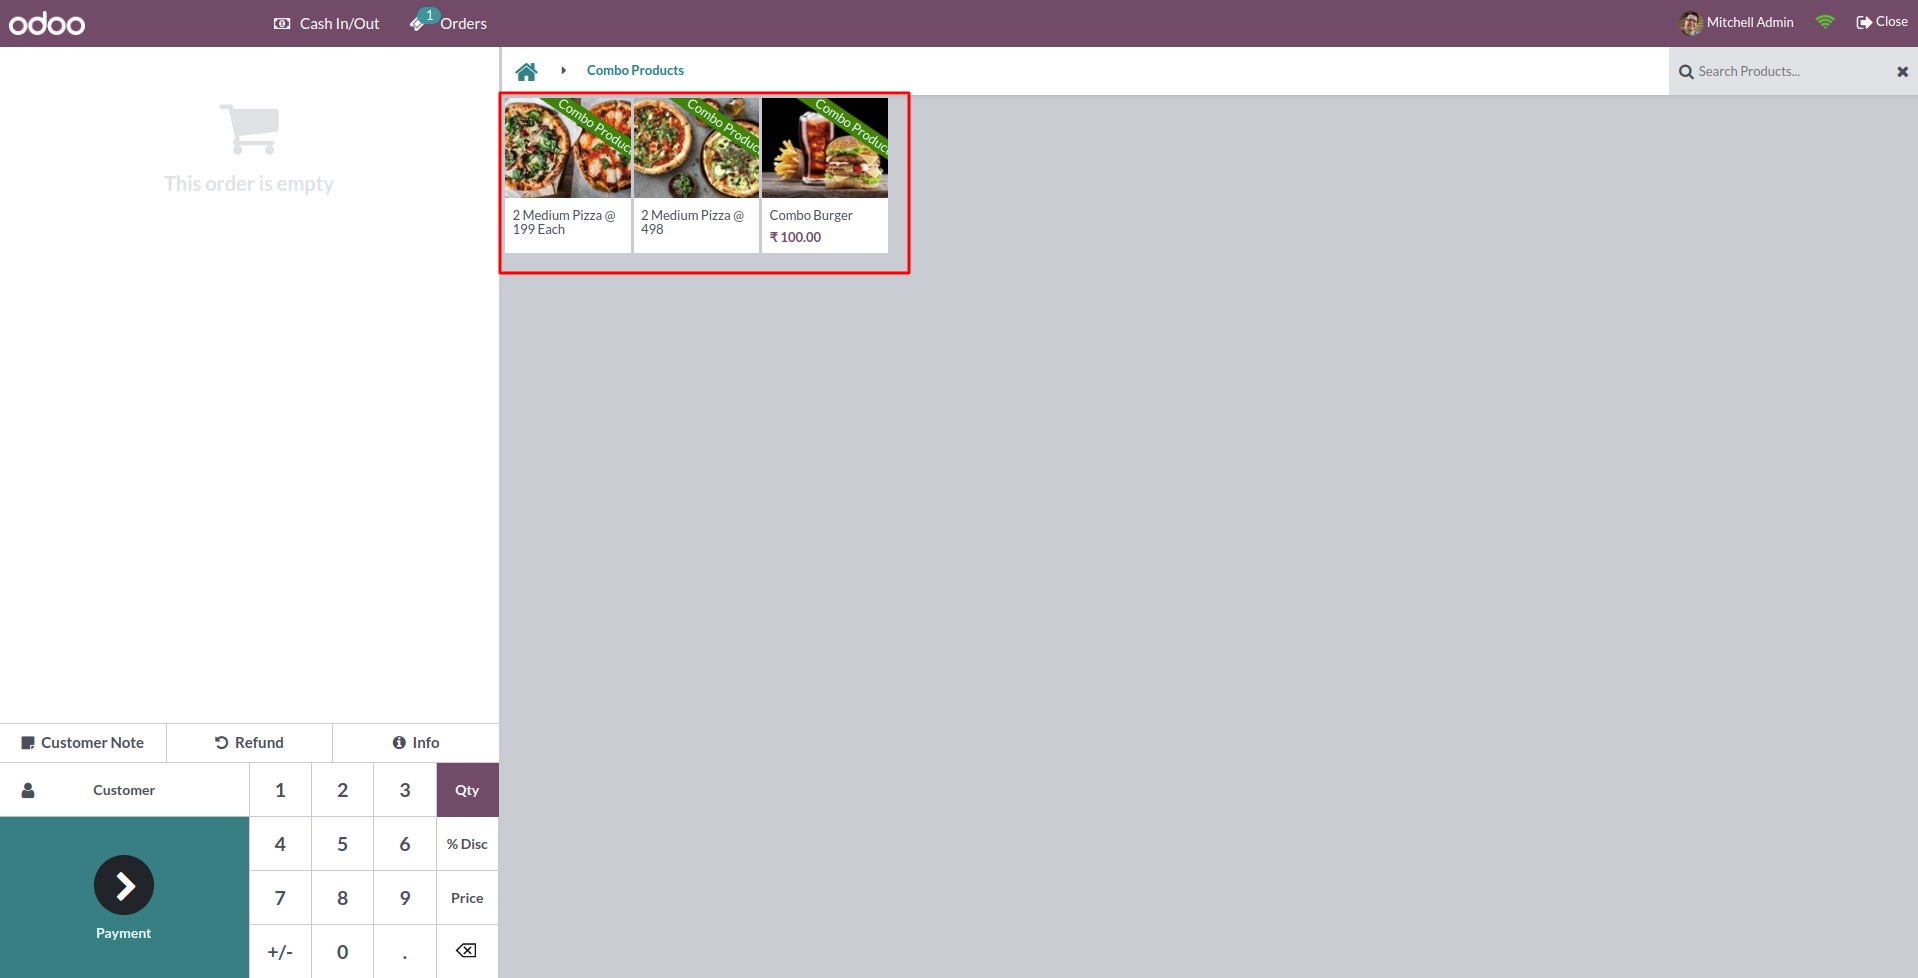 odoo
Cash In/Out
1
Orders
Mitchell Admin
Close
Combo Products
Search Products...
This order is empty
Combo Produc
Combo Produc
Combo Produc
2 Medium Pizza @
199 Each
2 Medium Pizza @
498
Combo Burger
₹ 100.00
Customer Note
Refund
Info
Customer
1
2
3
Qty
4
5
6
% Disc
7
8
9
Price
Payment
+/-
0
.